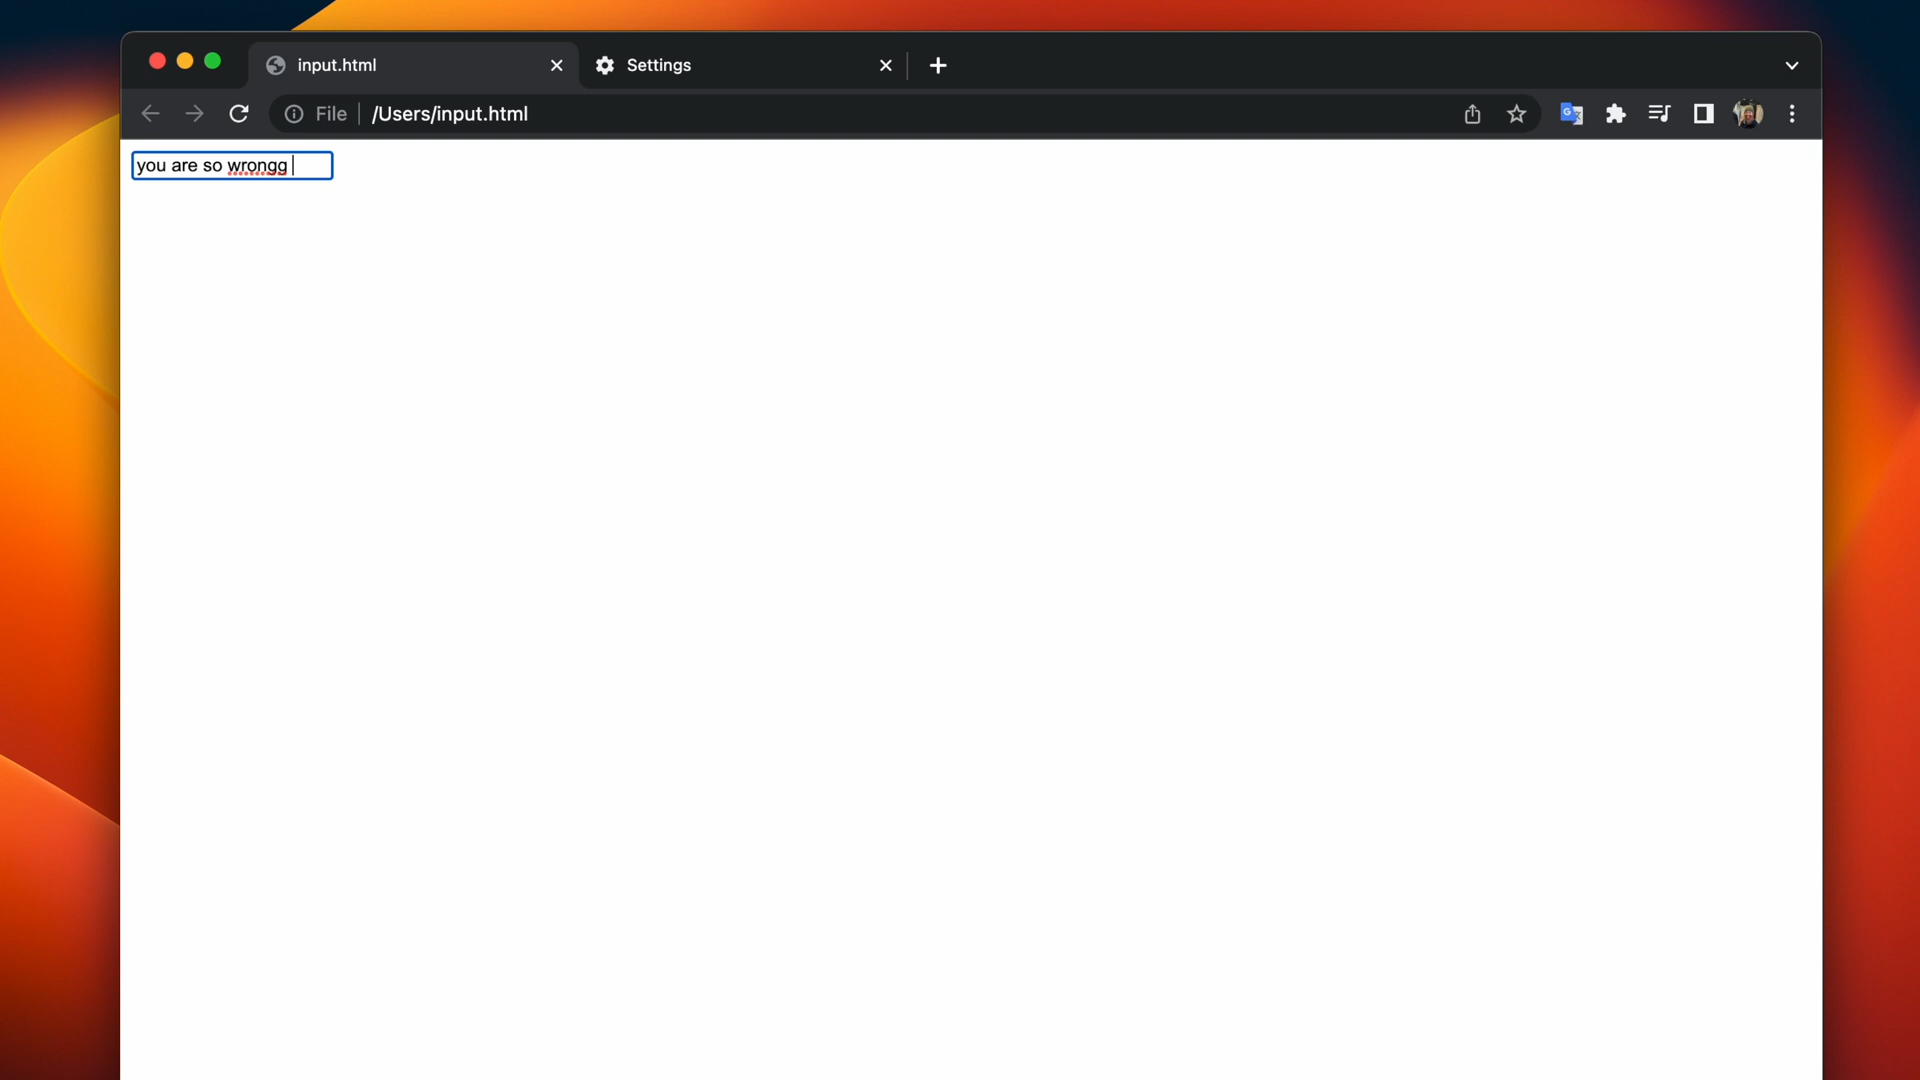 input.html
Settings
File
/Users/input.html
you are so wrongg